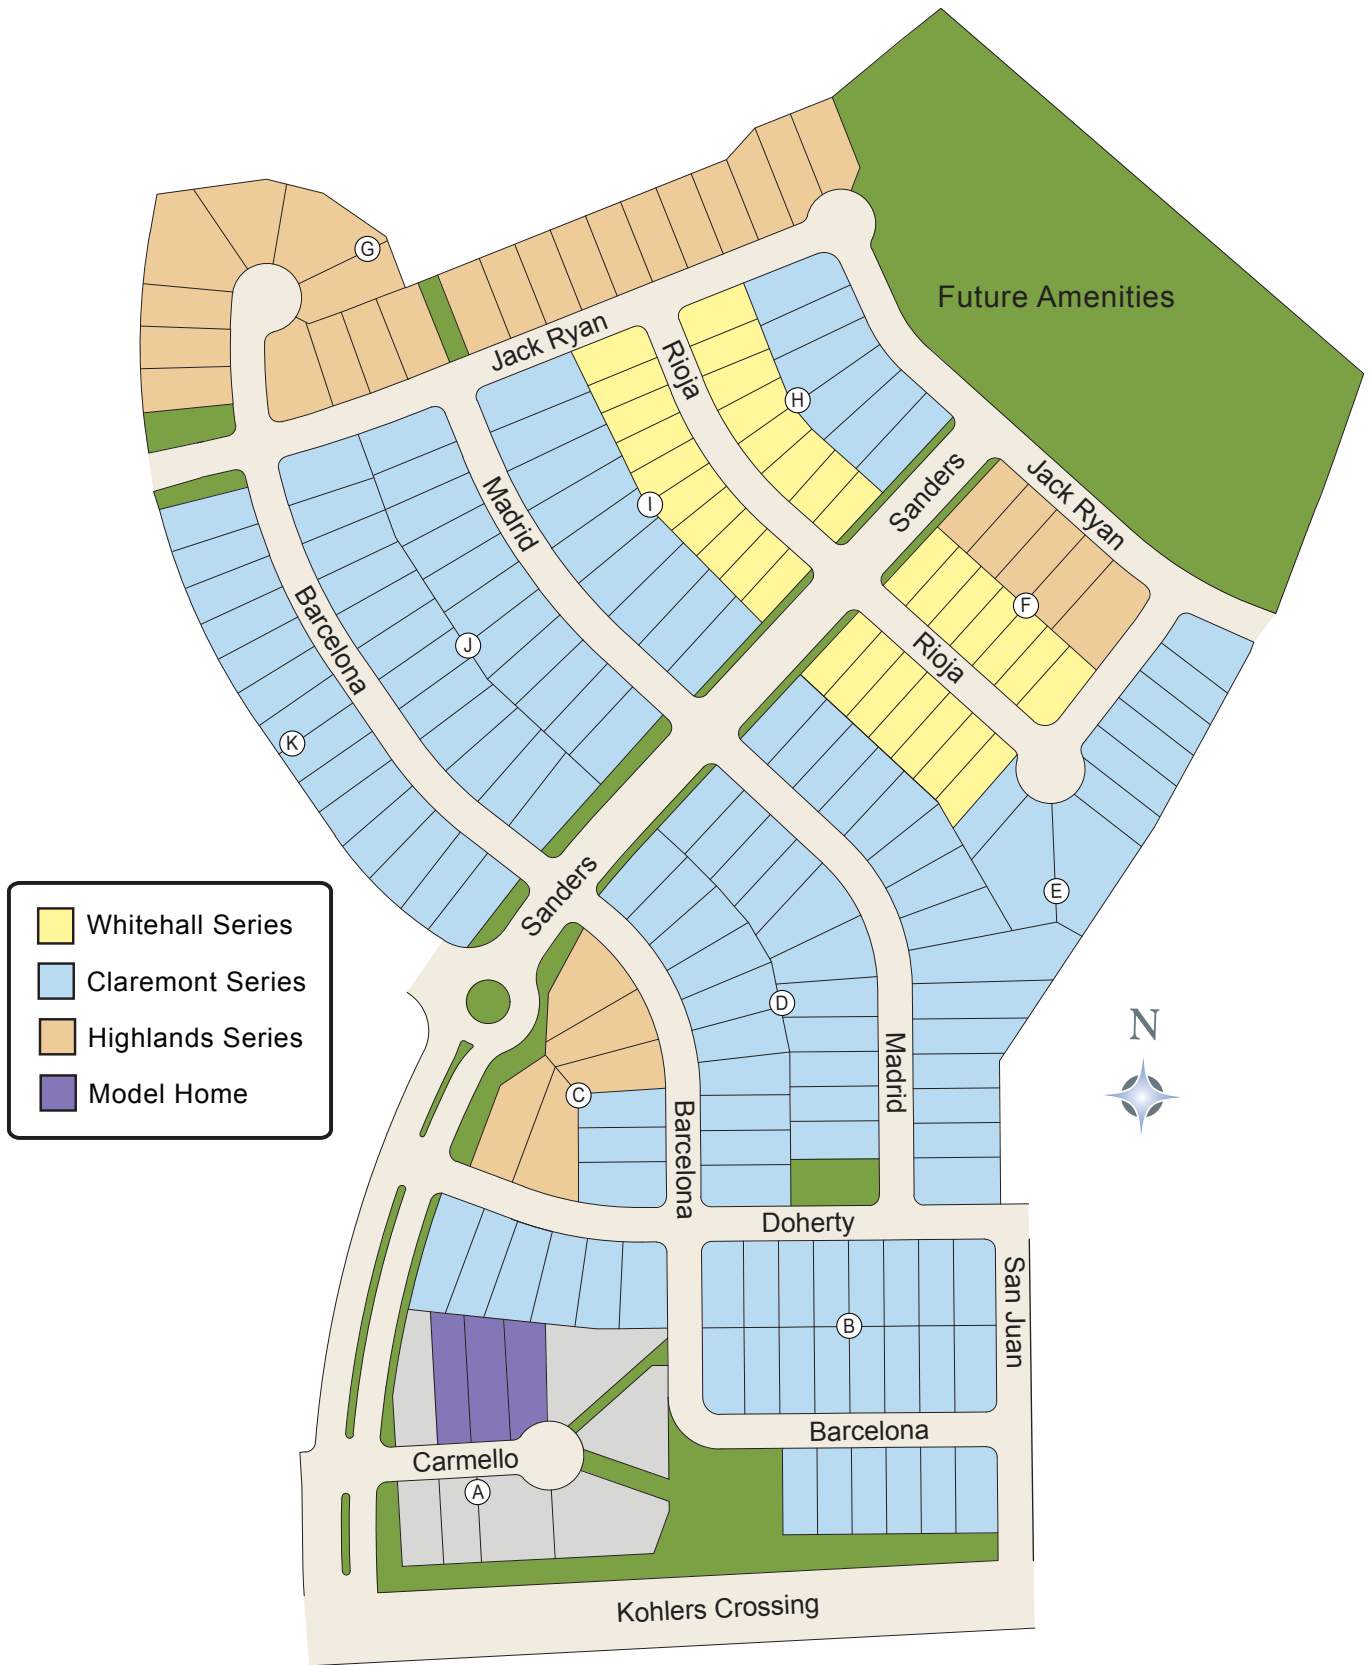 G
Future Amenities
Jack Ryan
Rioja
H
Sanders
Jack Ryan
Madrid
I
F
Barcelona
J
Rioja
K
Sanders
E
Whitehall Series
Claremont Series
Highlands Series
Model Home
D
N
Madrid
C
Barcelona
Doherty
San Juan
B
Barcelona
Carmello
A
Kohlers Crossing